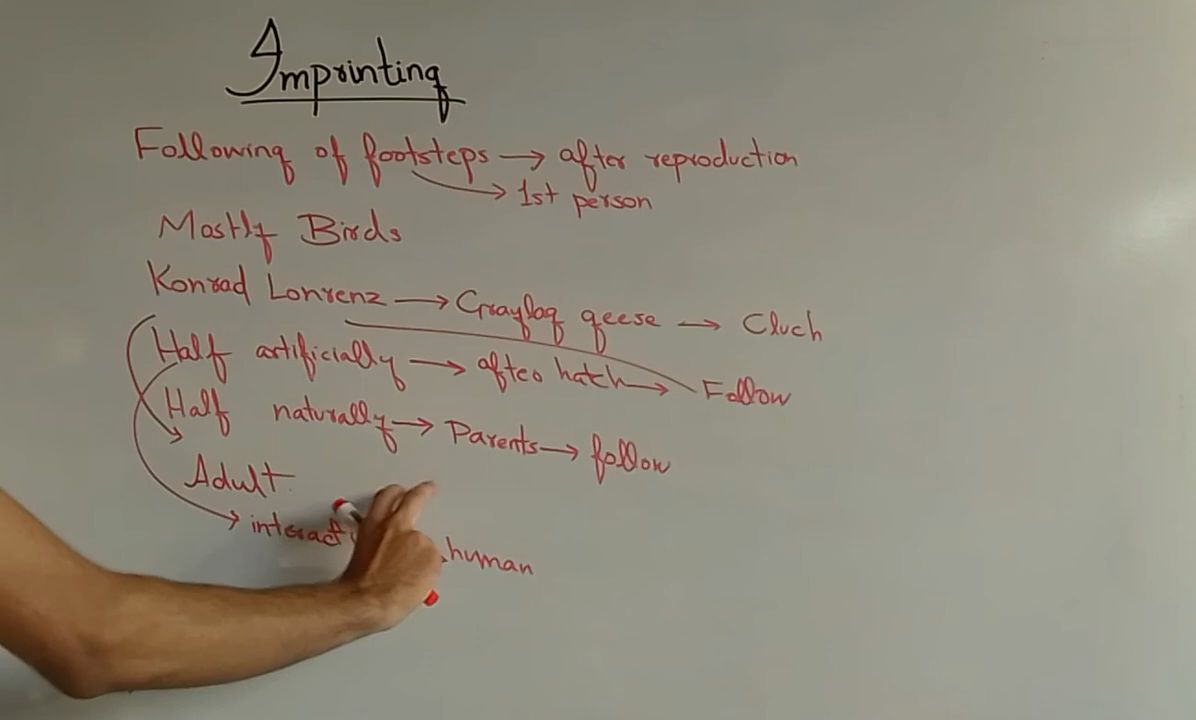 Imprinting
Following of footsteps → after reproduction
→ 1st person
Mostly Birds
Konrad Lonrenz → Graylag geese → Cluch
Half artificially → after hatch → Follow
Half naturally → Parents → follow
Adult
→ human